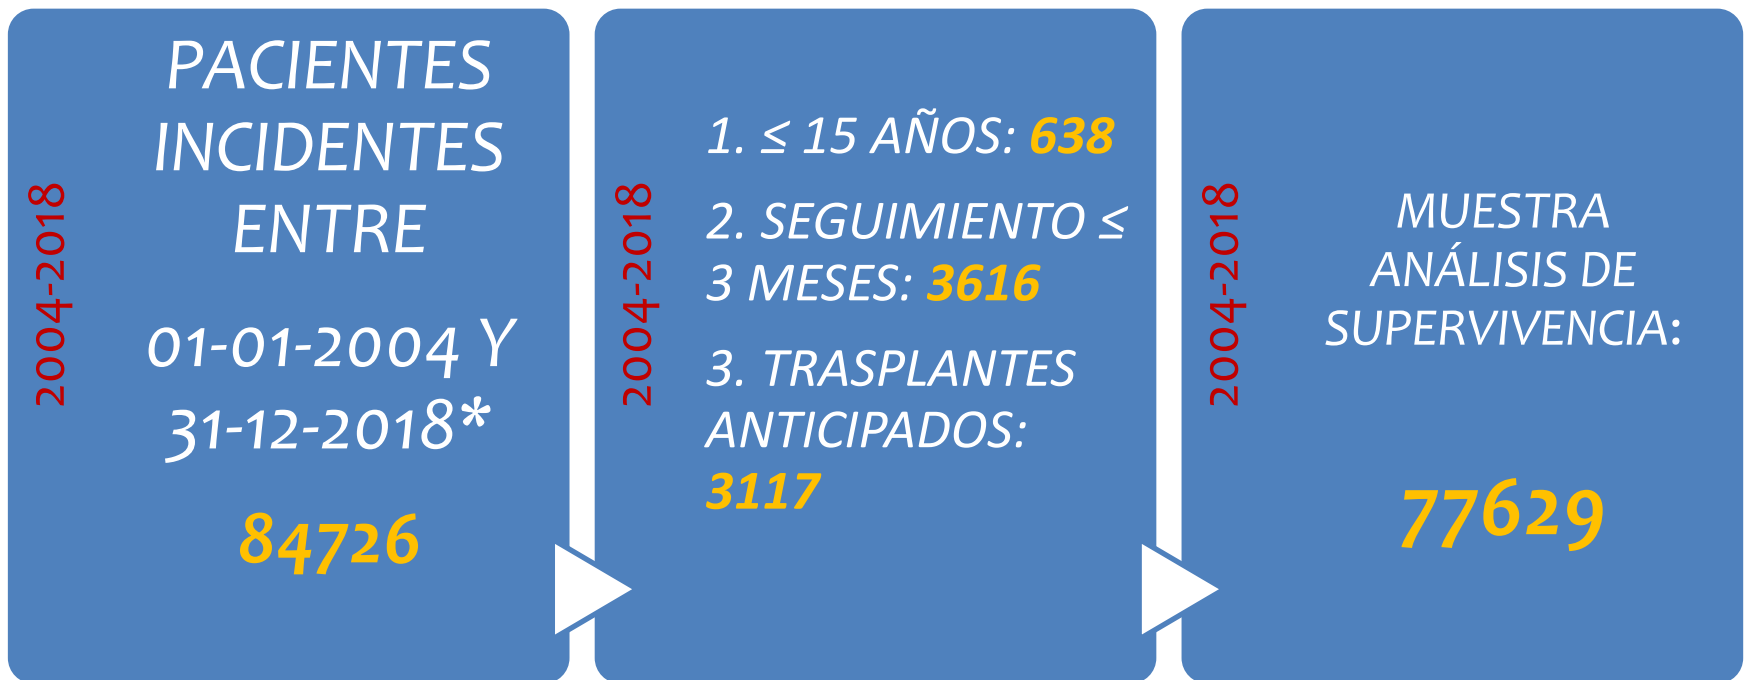 2004-2018
PACIENTES
INCIDENTES
ENTRE
01-01-2004 Y
31-12-2018*
84726
2004-2018
1. ≤ 15 AÑOS: 638
2. SEGUIMIENTO ≤
3 MESES: 3616
3. TRASPLANTES
ANTICIPADOS:
3117
2004-2018
MUESTRA
ANÁLISIS DE
SUPERVIVENCIA:
77629